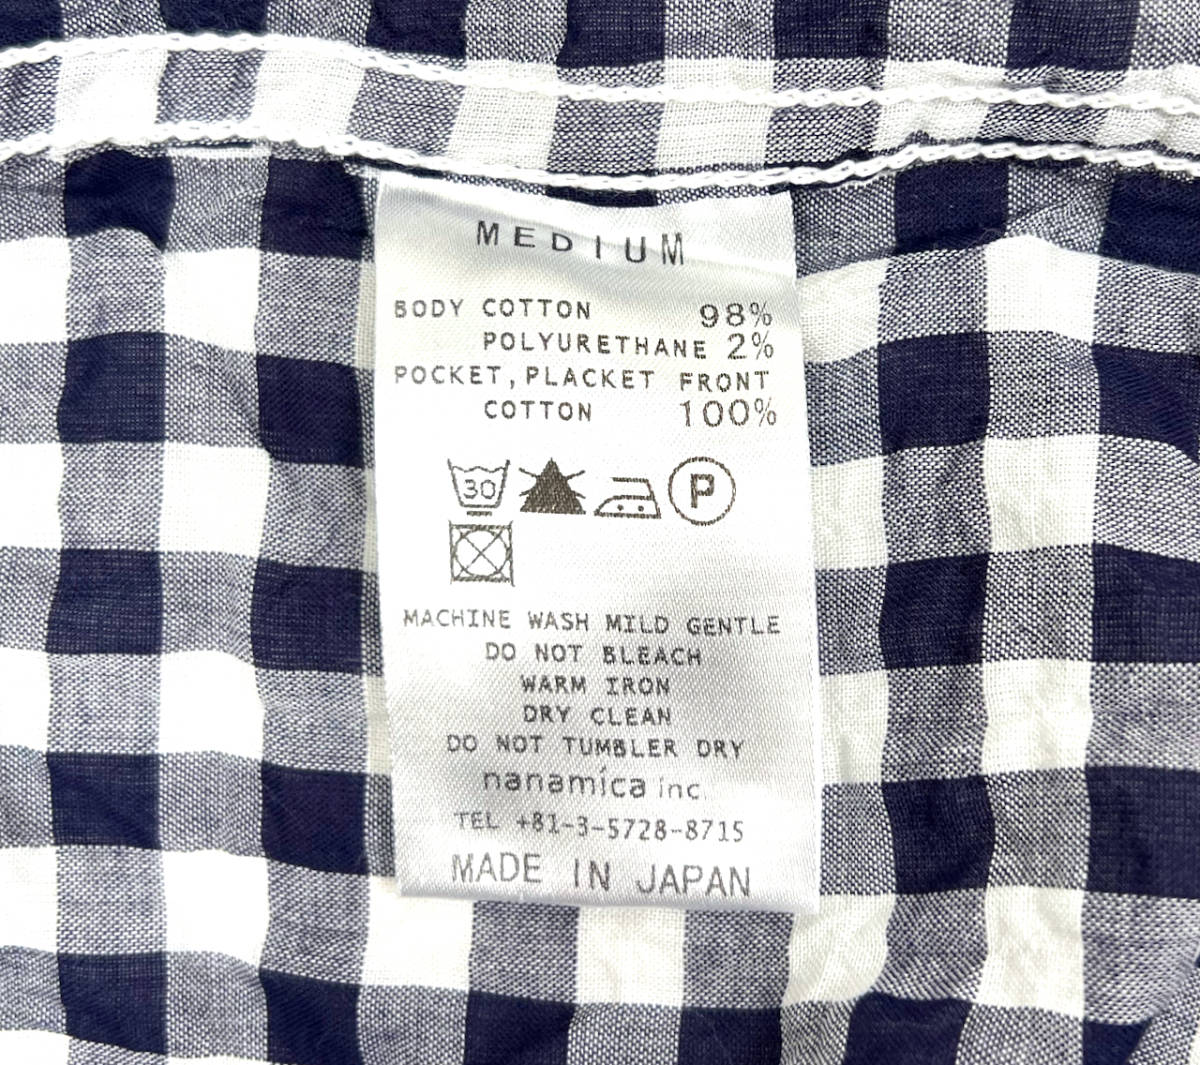 MEDIUM
BODY COTTON 98%
POLYURETHANE 2%
POCKET, PLACKET FRONT
COTTON 100%
30 P
MACHINE WASH MILD GENTLE
DO NOT BLEACH
WARM IRON
DRY CLEAN
DO NOT TUMBLER DRY
nanamica inc.
TEL +81-3-5728-8715
MADE IN JAPAN